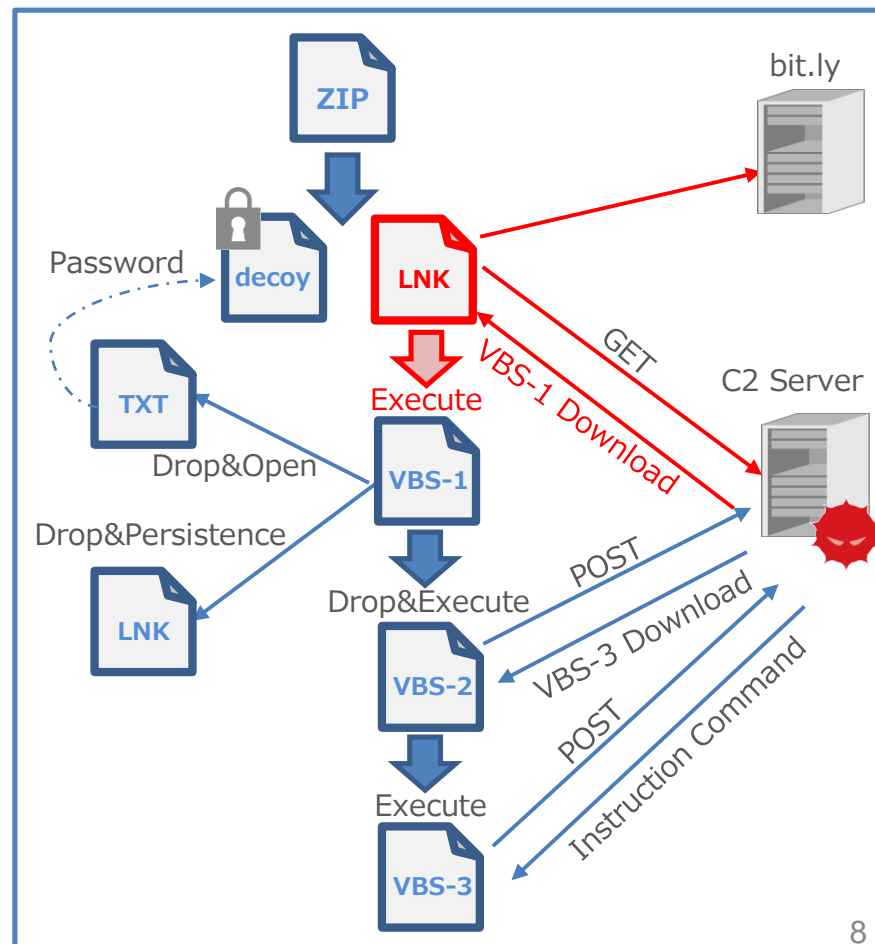 ZIP
bit.ly
Password
decoy
LNK
GET
VBS-1 Download
C2 Server
TXT
Execute
Drop&Open
VBS-1
Drop&Persistence
LNK
Drop&Execute
POST
VBS-3 Download
VBS-2
POST
Instruction Command
Execute
VBS-3
8